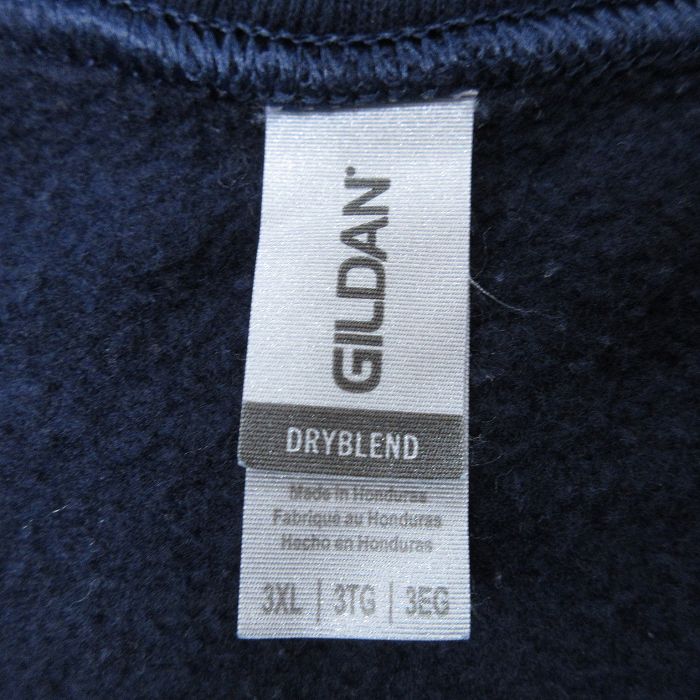 GILDAN®
DRYBLEND
Made in Honduras
Fabriqué au Honduras
Hecho en Honduras
3XL | 3TG | 3EG